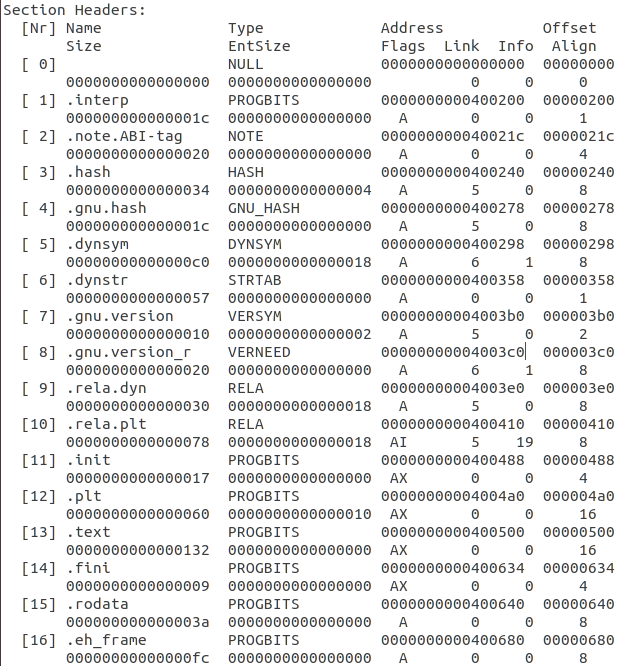 Section Headers:
  [Nr] Name              Type             Address           Offset
       Size              EntSize          Flags  Link  Info  Align
  [ 0]                   NULL             0000000000000000  00000000
       0000000000000000  0000000000000000           0     0     0
  [ 1] .interp           PROGBITS         0000000000400200  00000200
       000000000000001c  0000000000000000   A       0     0     1
  [ 2] .note.ABI-tag     NOTE             000000000040021c  0000021c
       0000000000000020  0000000000000000   A       0     0     4
  [ 3] .hash             HASH             0000000000400240  00000240
       0000000000000034  0000000000000004   A       5     0     8
  [ 4] .gnu.hash         GNU_HASH         0000000000400278  00000278
       000000000000001c  0000000000000000   A       5     0     8
  [ 5] .dynsym           DYNSYM           0000000000400298  00000298
       00000000000000c0  0000000000000018   A       6     1     8
  [ 6] .dynstr           STRTAB           0000000000400358  00000358
       0000000000000057  0000000000000000   A       0     0     1
  [ 7] .gnu.version      VERSYM           00000000004003b0  000003b0
       0000000000000010  0000000000000002   A       5     0     2
  [ 8] .gnu.version_r    VERNEED          00000000004003c0  000003c0
       0000000000000020  0000000000000000   A       6     1     8
  [ 9] .rela.dyn         RELA             00000000004003e0  000003e0
       0000000000000030  0000000000000018   A       5     0     8
  [10] .rela.plt         RELA             0000000000400410  00000410
       0000000000000078  0000000000000018  AI       5    19     8
  [11] .init             PROGBITS         0000000000400488  00000488
       0000000000000017  0000000000000000  AX       0     0     4
  [12] .plt              PROGBITS         00000000004004a0  000004a0
       0000000000000060  0000000000000010  AX       0     0     16
  [13] .text             PROGBITS         0000000000400500  00000500
       0000000000000132  0000000000000000  AX       0     0     16
  [14] .fini             PROGBITS         0000000000400634  00000634
       0000000000000009  0000000000000000  AX       0     0     4
  [15] .rodata           PROGBITS         0000000000400640  00000640
       000000000000003a  0000000000000000   A       0     0     8
  [16] .eh_frame         PROGBITS         0000000000400680  00000680
       00000000000000fc  0000000000000000   A       0     0     8